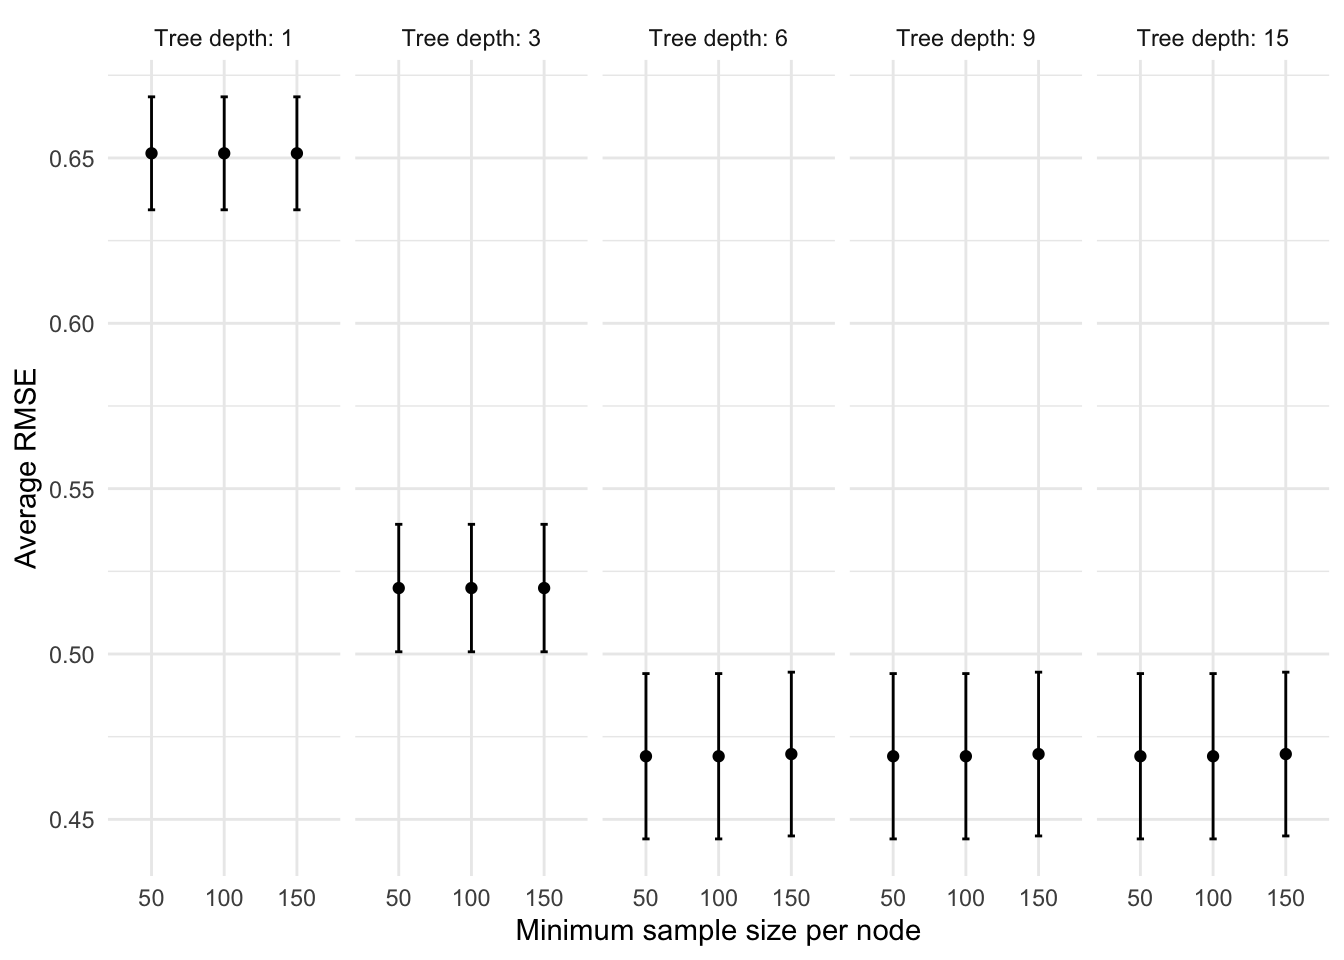 Tree depth: 1 Tree depth: 3 Tree depth: 6 Tree depth: 9 Tree depth: 15
0.65
0.60
0.55
0.50
0.45
Average RMSE
50 100 150 50 100 150 50 100 150 50 100 150 50 100 150
Minimum sample size per node